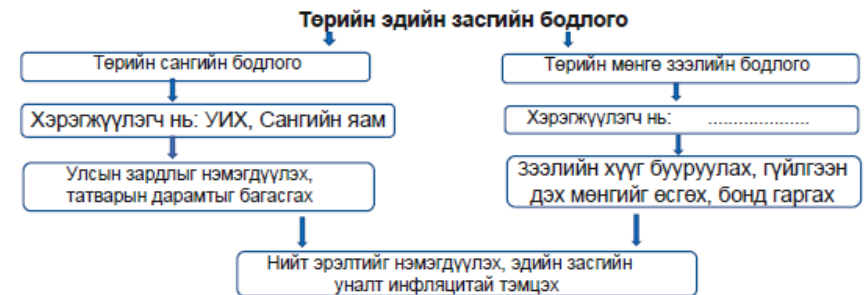 Төрийн эдийн засгийн бодлого
Төрийн сангийн бодлого
Төрийн мөнгө зээлийн бодлого
Хэрэгжүүлэгч нь: УИХ, Сангийн яам
Хэрэгжүүлэгч нь: ....................
Улсын зардлыг нэмэгдүүлэх,
татварын дарамтыг багасгах
Зээлийн хүүг бууруулах, гүйлгээн
дэх мөнгийг өсгөх, бонд гаргах
Нийт эрэлтийг нэмэгдүүлэх, эдийн засгийн
уналт инфляцитай тэмцэх